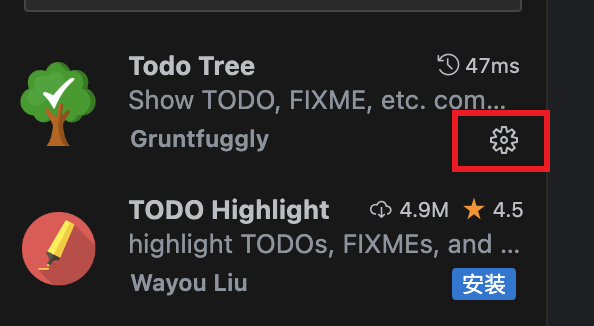 Todo Tree 47ms
Show TODO, FIXME, etc. com...
Gruntfuggly
TODO Highlight 4.9M 4.5
highlight TODOs, FIXMEs, and ...
Wayou Liu 安装